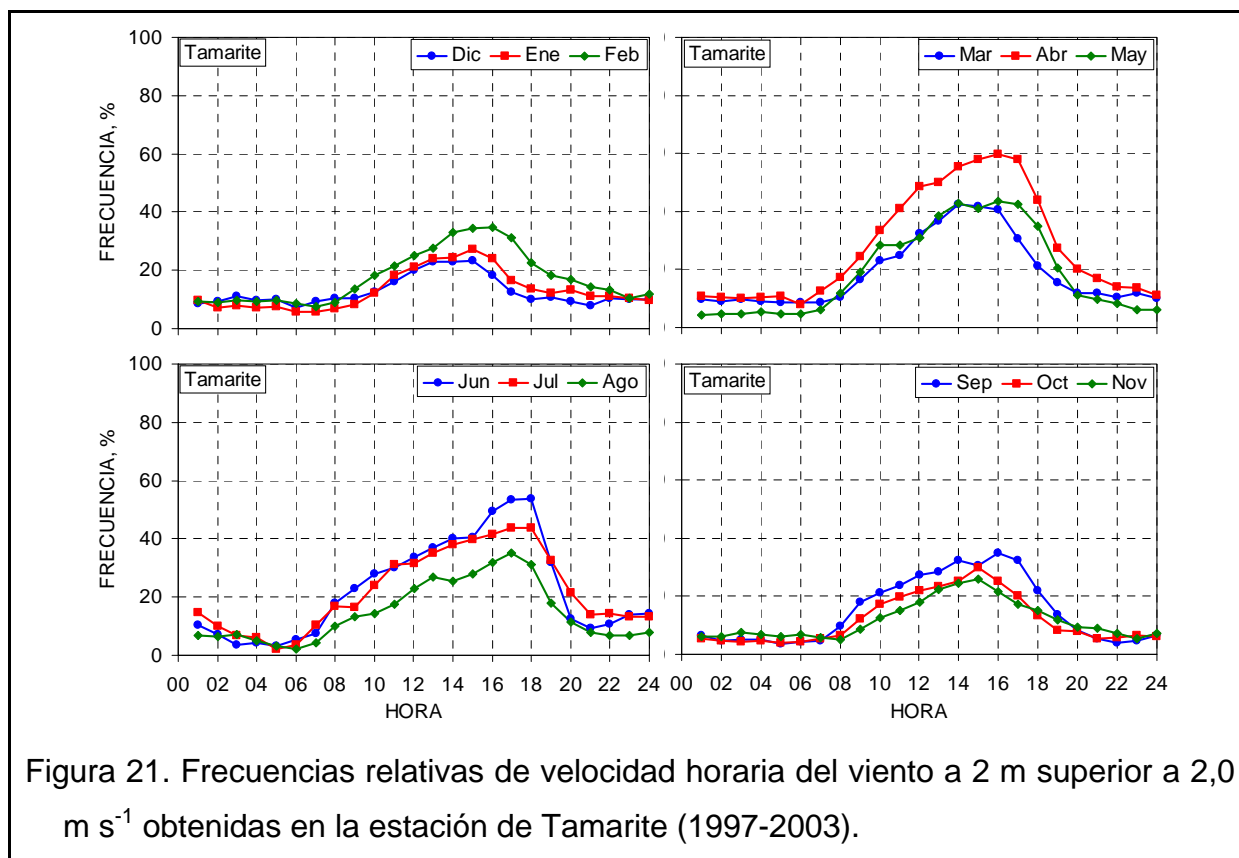 Tamarite
Dic Ene Feb
Tamarite
Mar Abr May
100
80
60
40
20
0
FRECUENCIA, %
Tamarite
Jun Jul Ago
Tamarite
Sep Oct Nov
100
80
60
40
20
0
FRECUENCIA, %
00 02 04 06 08 10 12 14 16 18 20 22 24
HORA
00 02 04 06 08 10 12 14 16 18 20 22 24
HORA
Figura 21. Frecuencias relativas de velocidad horaria del viento a 2 m superior a 2,0
m s-1 obtenidas en la estación de Tamarite (1997-2003).